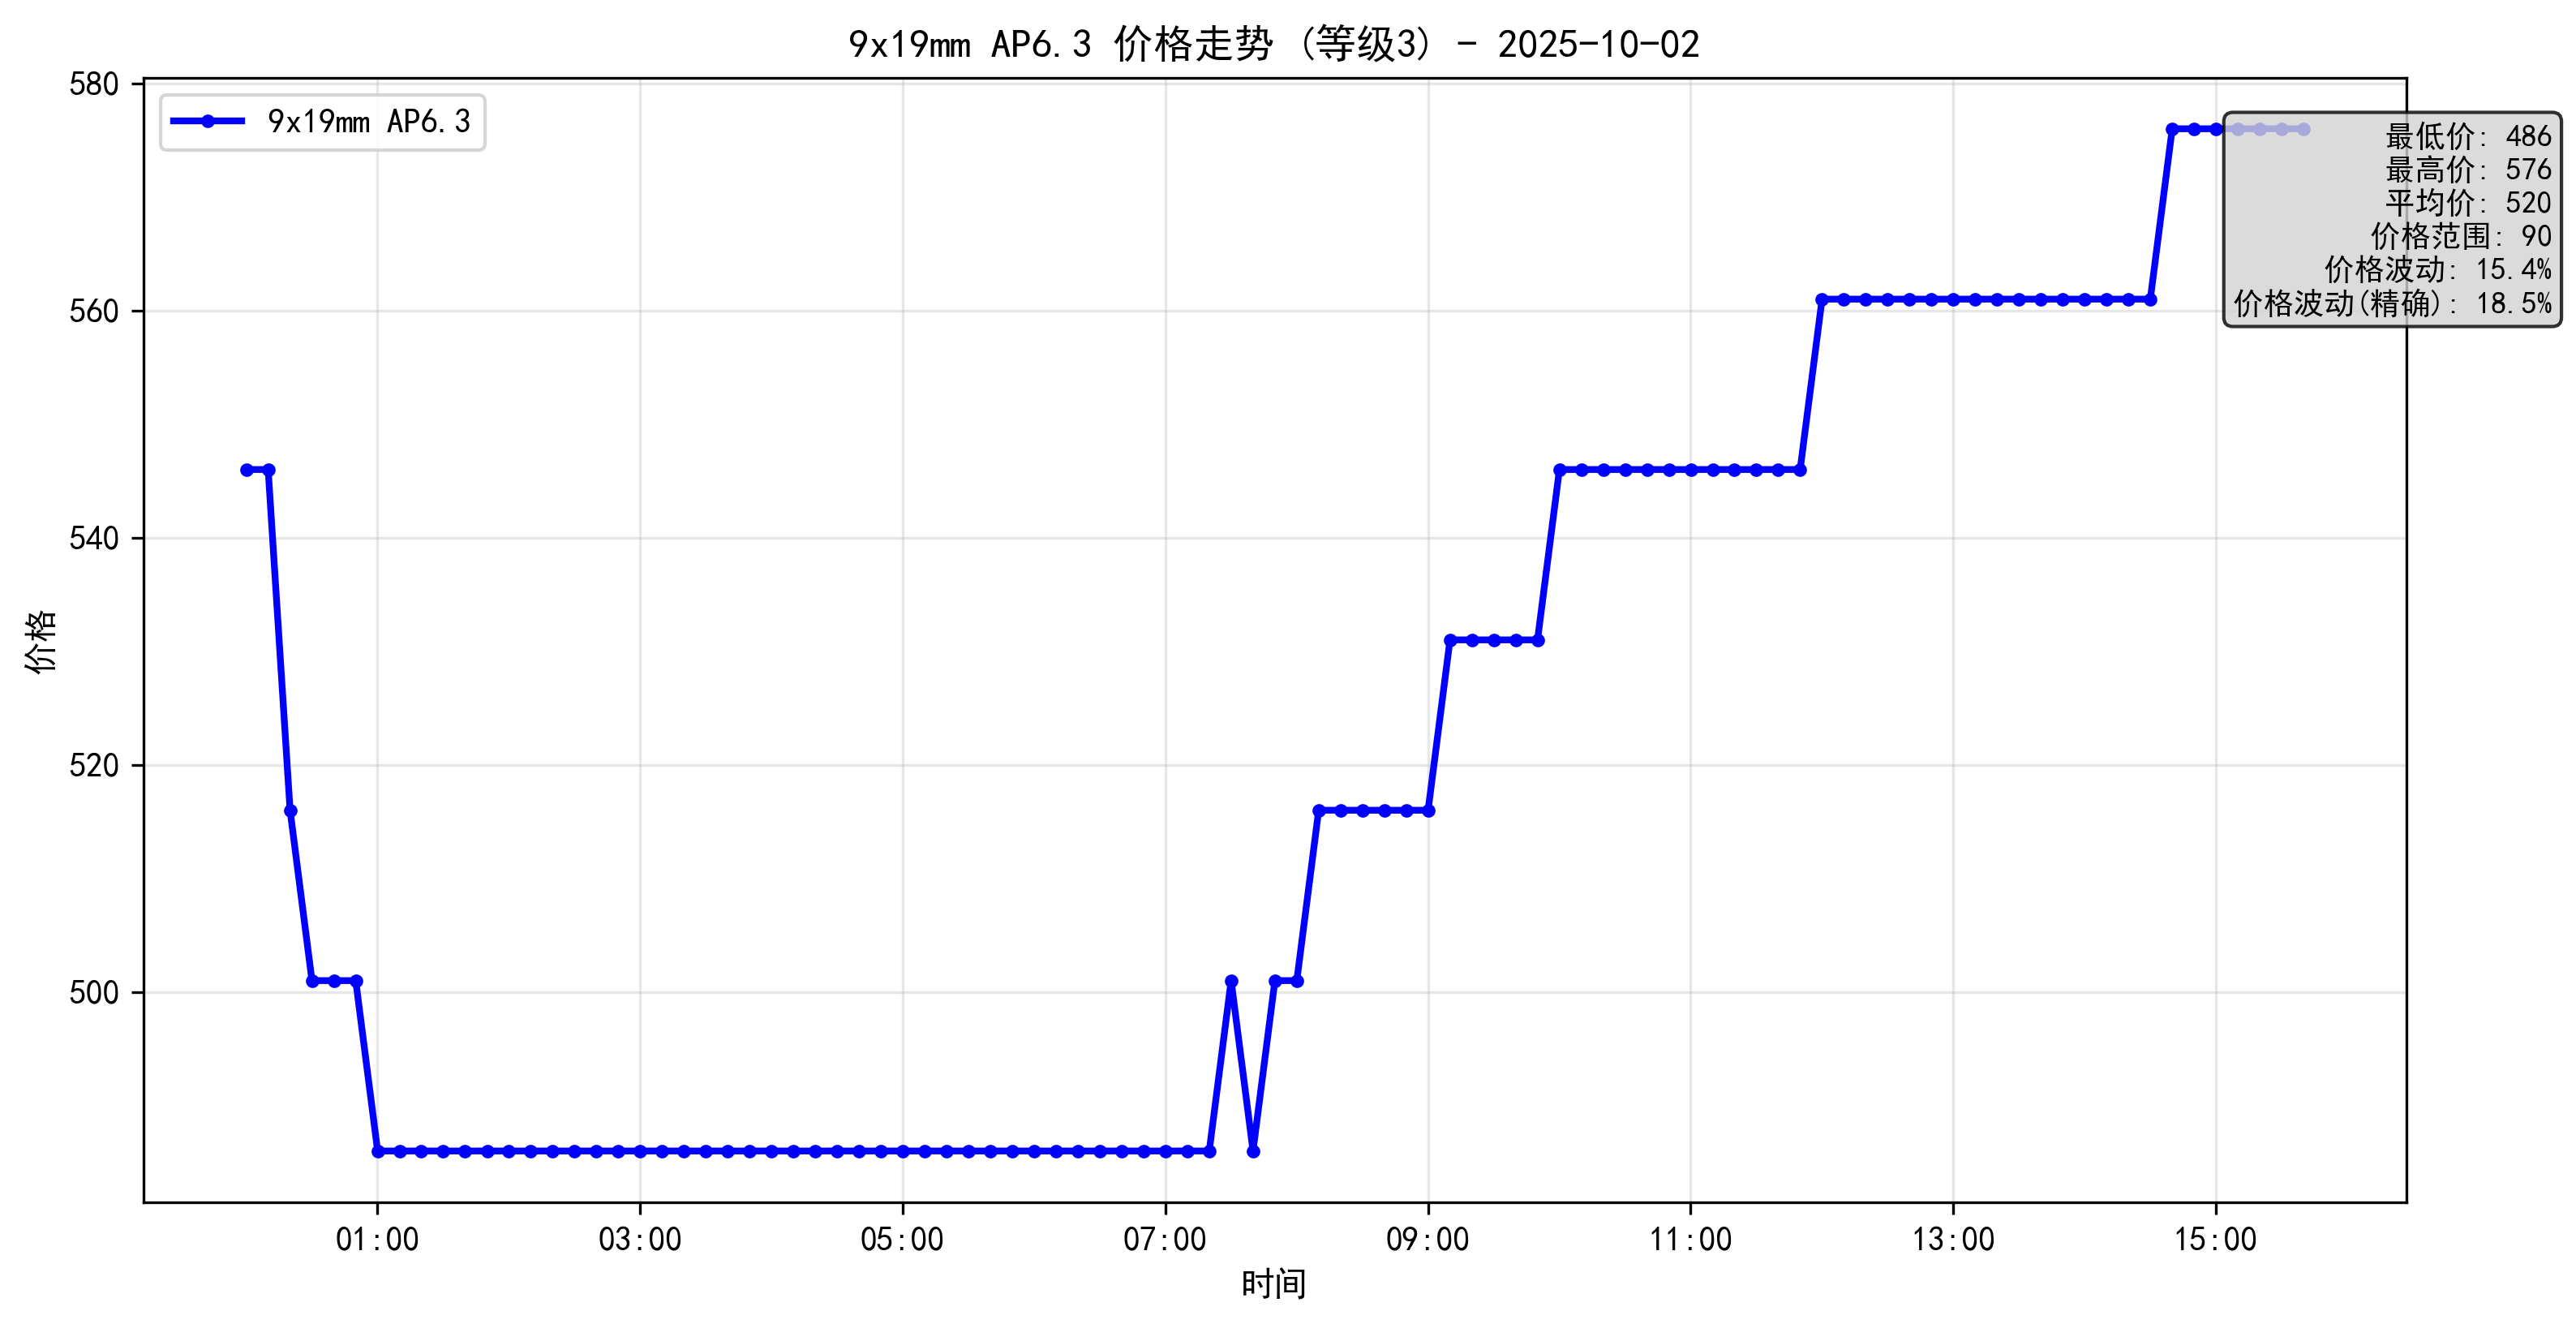 9x19mm AP6.3 价格走势 (等级3) - 2025-10-02
9x19mm AP6.3
最低价: 486
最高价: 576
平均价: 520
价格范围: 90
价格波动: 15.4%
价格波动(精确): 18.5%
580
560
540
520
500
价格
01:00
03:00
05:00
07:00
09:00
11:00
13:00
15:00
时间